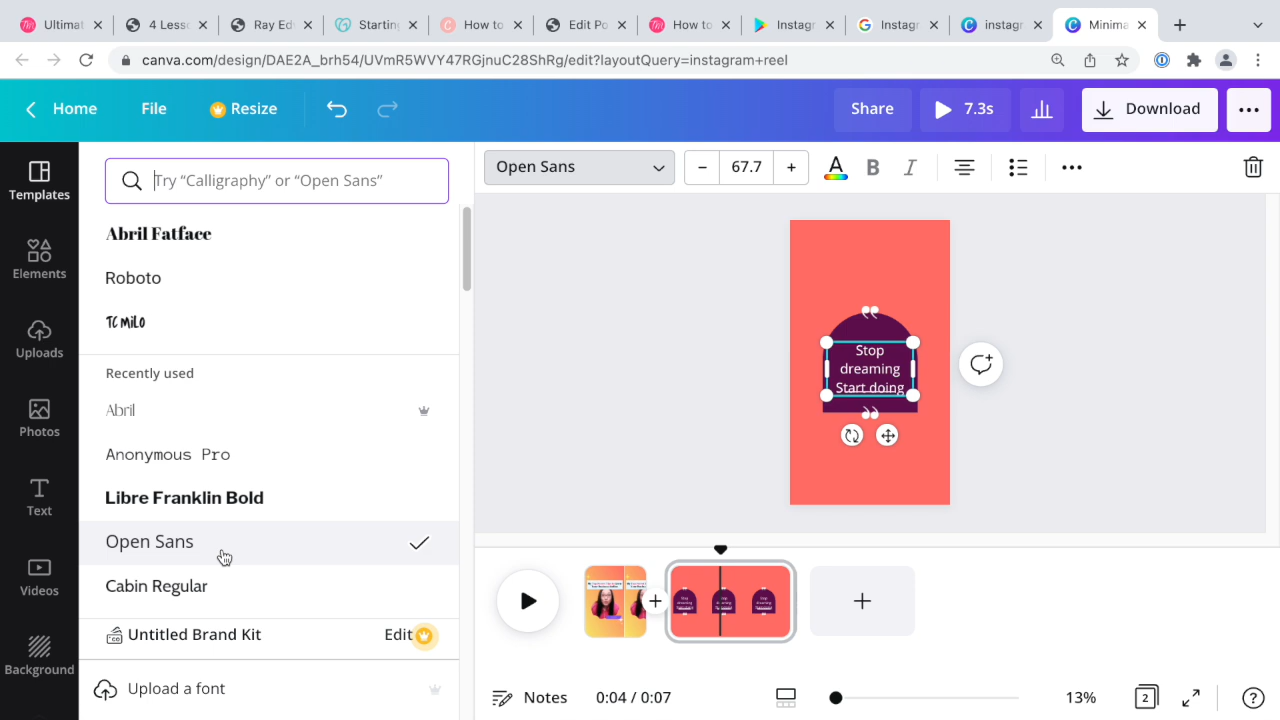 Ultimat
4 Lesso
Ray Edv
Starting
How to
Edit Po
How to
Instagr
Instagr
instagr
Minima
canva.com/design/DAE2A_brh54/UVmR5WVY47RGjnuC28ShRg/edit?layoutQuery=instagram+reel
Home
File
Resize
Share
7.3s
Download
Templates
Elements
Uploads
Photos
Text
Videos
Background
Try “Calligraphy” or “Open Sans”
Abril Fatface
Roboto
TC MILO
Recently used
Abril
Anonymous Pro
Libre Franklin Bold
Open Sans
Cabin Regular
Untitled Brand Kit
Edit
Upload a font
Open Sans
– 67.7 +
A B I
Stop
dreaming
Start doing
Notes
0:04 / 0:07
13%
2